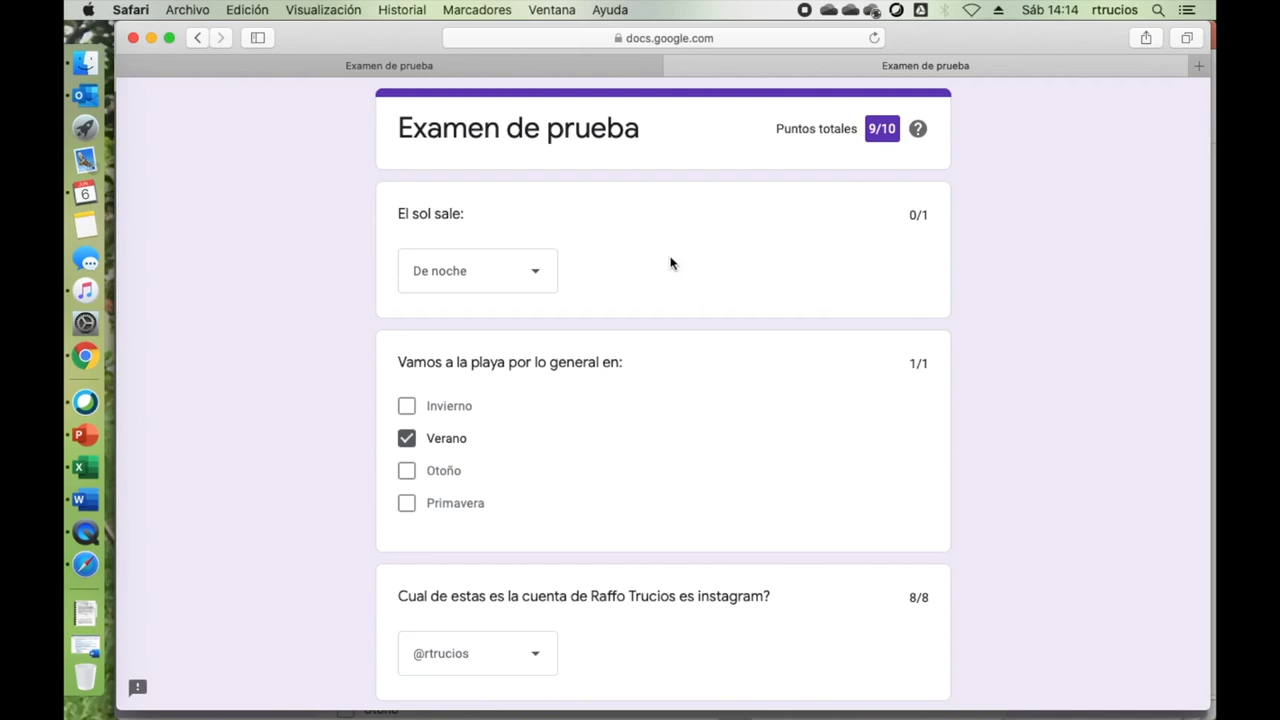 Safari Archivo Edición Visualización Historial Marcadores Ventana Ayuda Sáb 14:14 rtrucios
docs.google.com
Examen de prueba Examen de prueba
Examen de prueba Puntos totales 9/10
El sol sale: 0/1
De noche
Vamos a la playa por lo general en: 1/1
Invierno
Verano
Otoño
Primavera
Cual de estas es la cuenta de Raffo Trucios es instagram? 8/8
@rtrucios